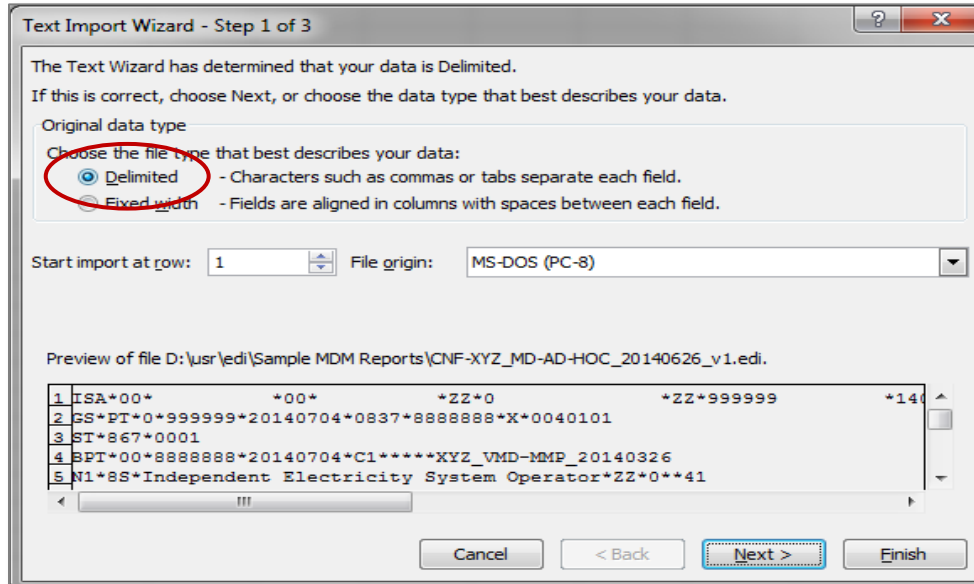 Text Import Wizard - Step 1 of 3
The Text Wizard has determined that your data is Delimited.
If this is correct, choose Next, or choose the data type that best describes your data.
Original data type
Choose the file type that best describes your data:
Delimited - Characters such as commas or tabs separate each field.
Fixed width - Fields are aligned in columns with spaces between each field.
Start import at row: 1 File origin: MS-DOS (PC-8)
Preview of file D:\usr\edi\Sample MDM Reports\CNF-XYZ_MD-AD-HOC_20140626_v1.edi.
1 ISA*00* *00* *ZZ*0 *ZZ*999999 *140
2 GS*PT*0*999999*20140704*0837*8888888*X*0040101
3 ST*867*0001
4 BPT*00*8888888*20140704*C1*****XYZ_VMD-MMP_20140326
5 N1*8S*Independent Electricity System Operator*ZZ*0**41
Cancel < Back Next > Finish